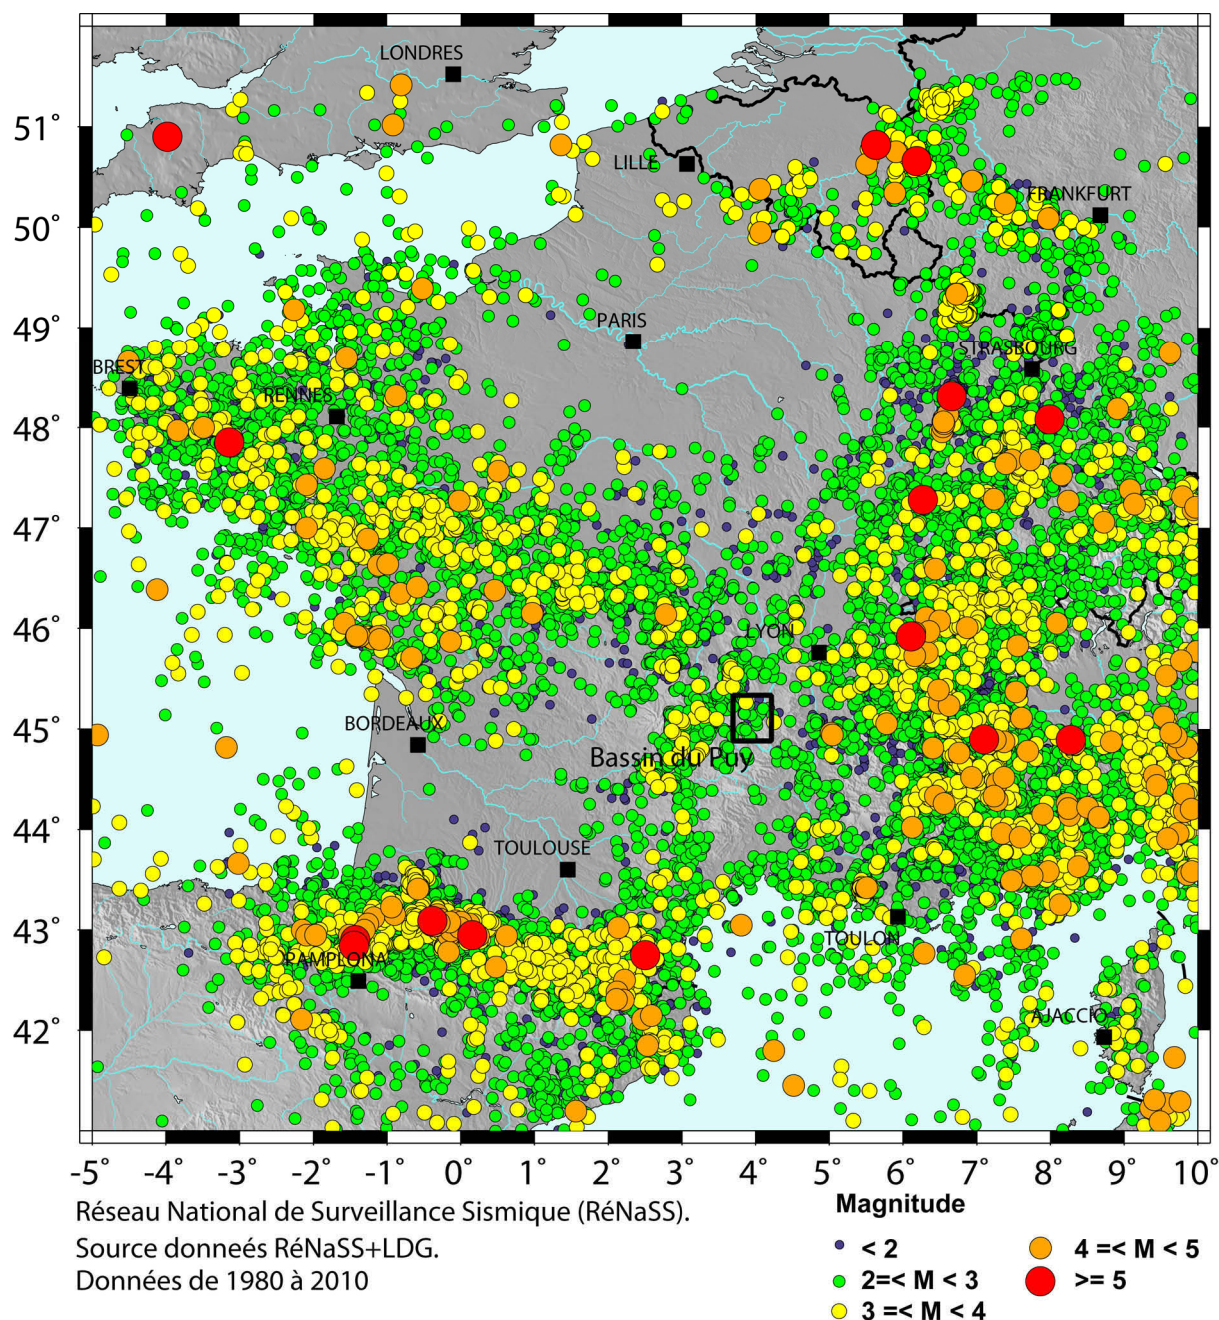 LONDRES
51°
LILLE
FRANKFURT
50°
49°
PARIS
STRASBOURG
BREST
RENNES
48°
47°
46°
LYON
45°
BORDEAUX
Bassin du Puy
44°
TOULOUSE
43°
TOULON
PAMPLONA
42°
AJACCIO
-5° -4° -3° -2° -1° 0° 1° 2° 3° 4° 5° 6° 7° 8° 9° 10°
Réseau National de Surveillance Sismique (RéNaSS).
Source donneés RéNaSS+LDG.
Données de 1980 à 2010
Magnitude
< 2
2=< M < 3
3 =< M < 4
4 =< M < 5
>= 5